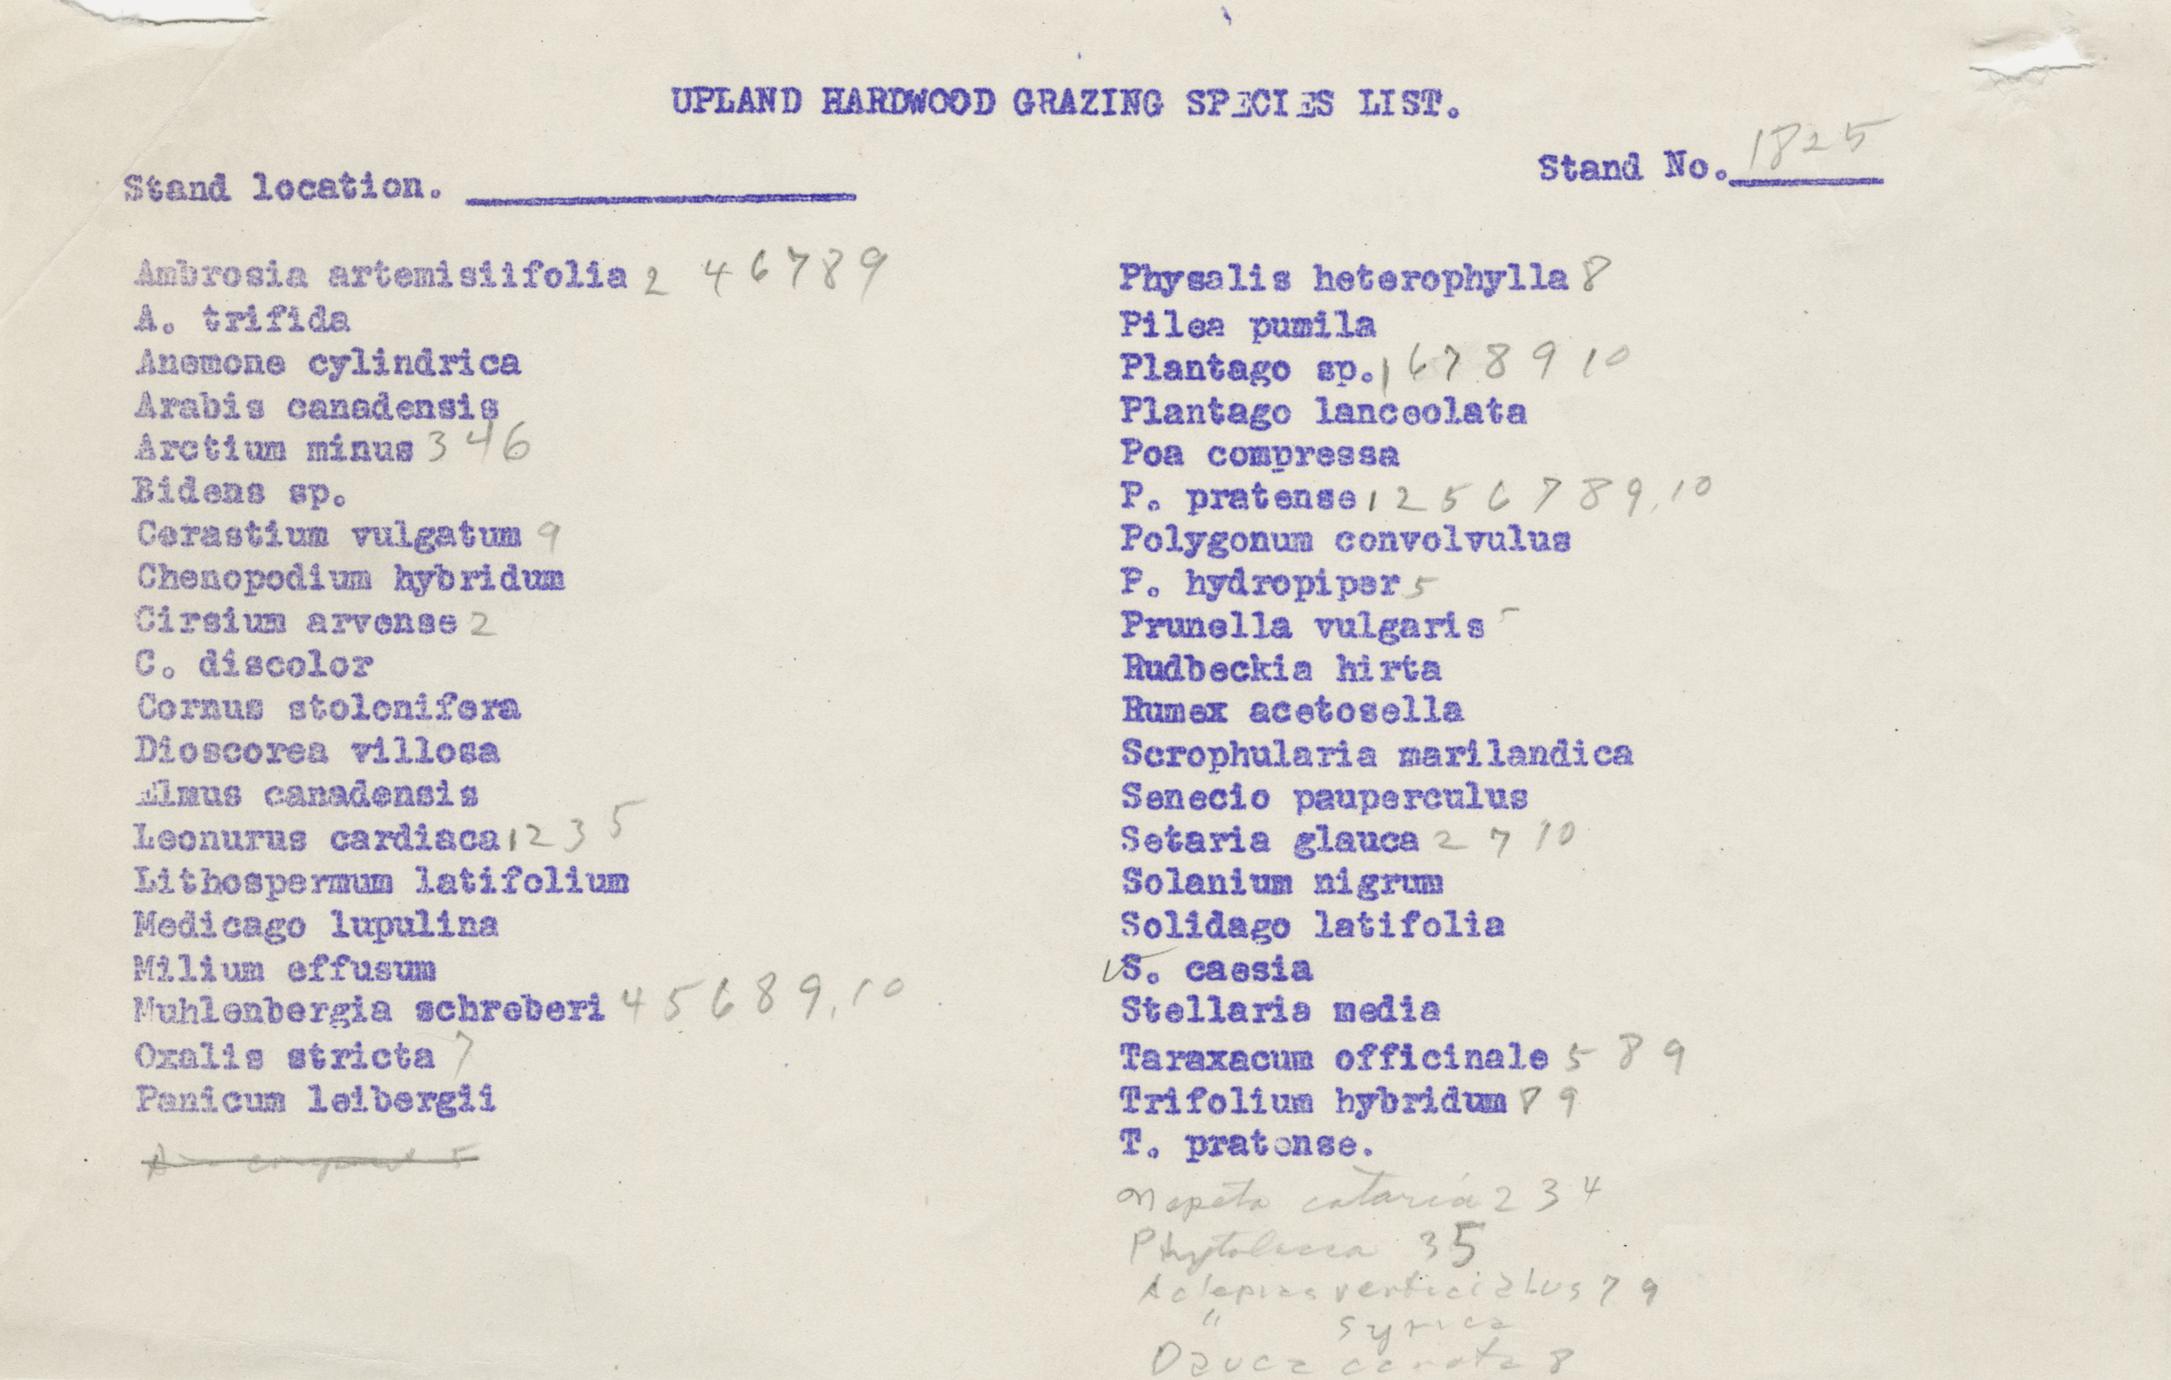 UPLAND HARDWOOD GRAZING SPECIES LIST.
Stand No. 1825
Stand location.
Ambrosia artemisiifolia 2 4 6 7 8 9
A. trifida
Anemone cylindrica
Arabis canadensis
Arctium minus 3 4 6
Bidens sp.
Cerastium vulgatum 9
Chenopodium hybridum
Cirsium arvense 2
C. discolor
Cornus stolonifera
Dioscorea villosa
Elmus canadensis
Leonurus cardiaca 1 2 3 5
Lithospermum latifolium
Medicago lupulina
Milium effusum
Muhlenbergia schreberi 4 5 6 8 9, 10
Oxalis stricta 7
Panicum leibergii
Physalis heterophylla 8
Pilea pumila
Plantago sp. 1 6 7 8 9 10
Plantago lanceolata
Poa compressa
P. pratense 1 2 5 6 7 8 9, 10
Polygonum convolvulus
P. hydropiper 5
Prunella vulgaris
Rudbeckia hirta
Rumex acetosella
Scrophularia marilandica
Senecio pauperculus
Setaria glauca 2 7 10
Solanium nigrum
Solidago latifolia
✓S. caesia
Stellaria media
Taraxacum officinale 5 8 9
Trifolium hybridum 8 9
T. pratense.
Nepeta cataria 2 3 4
Phytolacca 3 5
7 9
"
Dauca carota 8